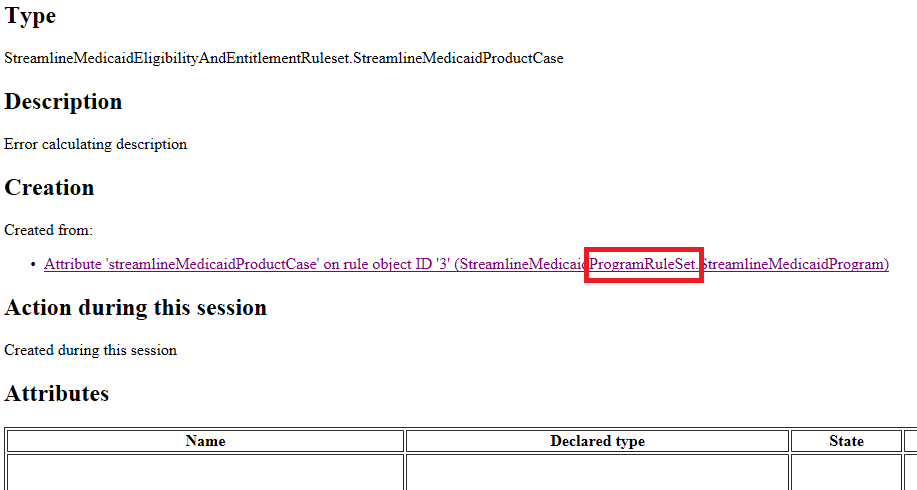 Type
StreamlineMedicaidEligibilityAndEntitlementRuleset.StreamlineMedicaidProductCase
Description
Error calculating description
Creation
Created from:
• Attribute 'streamlineMedicaidProductCase' on rule object ID '3' (StreamlineMedicaidProgramRuleSet.StreamlineMedicaidProgram)
Action during this session
Created during this session
Attributes
Name Declared type State